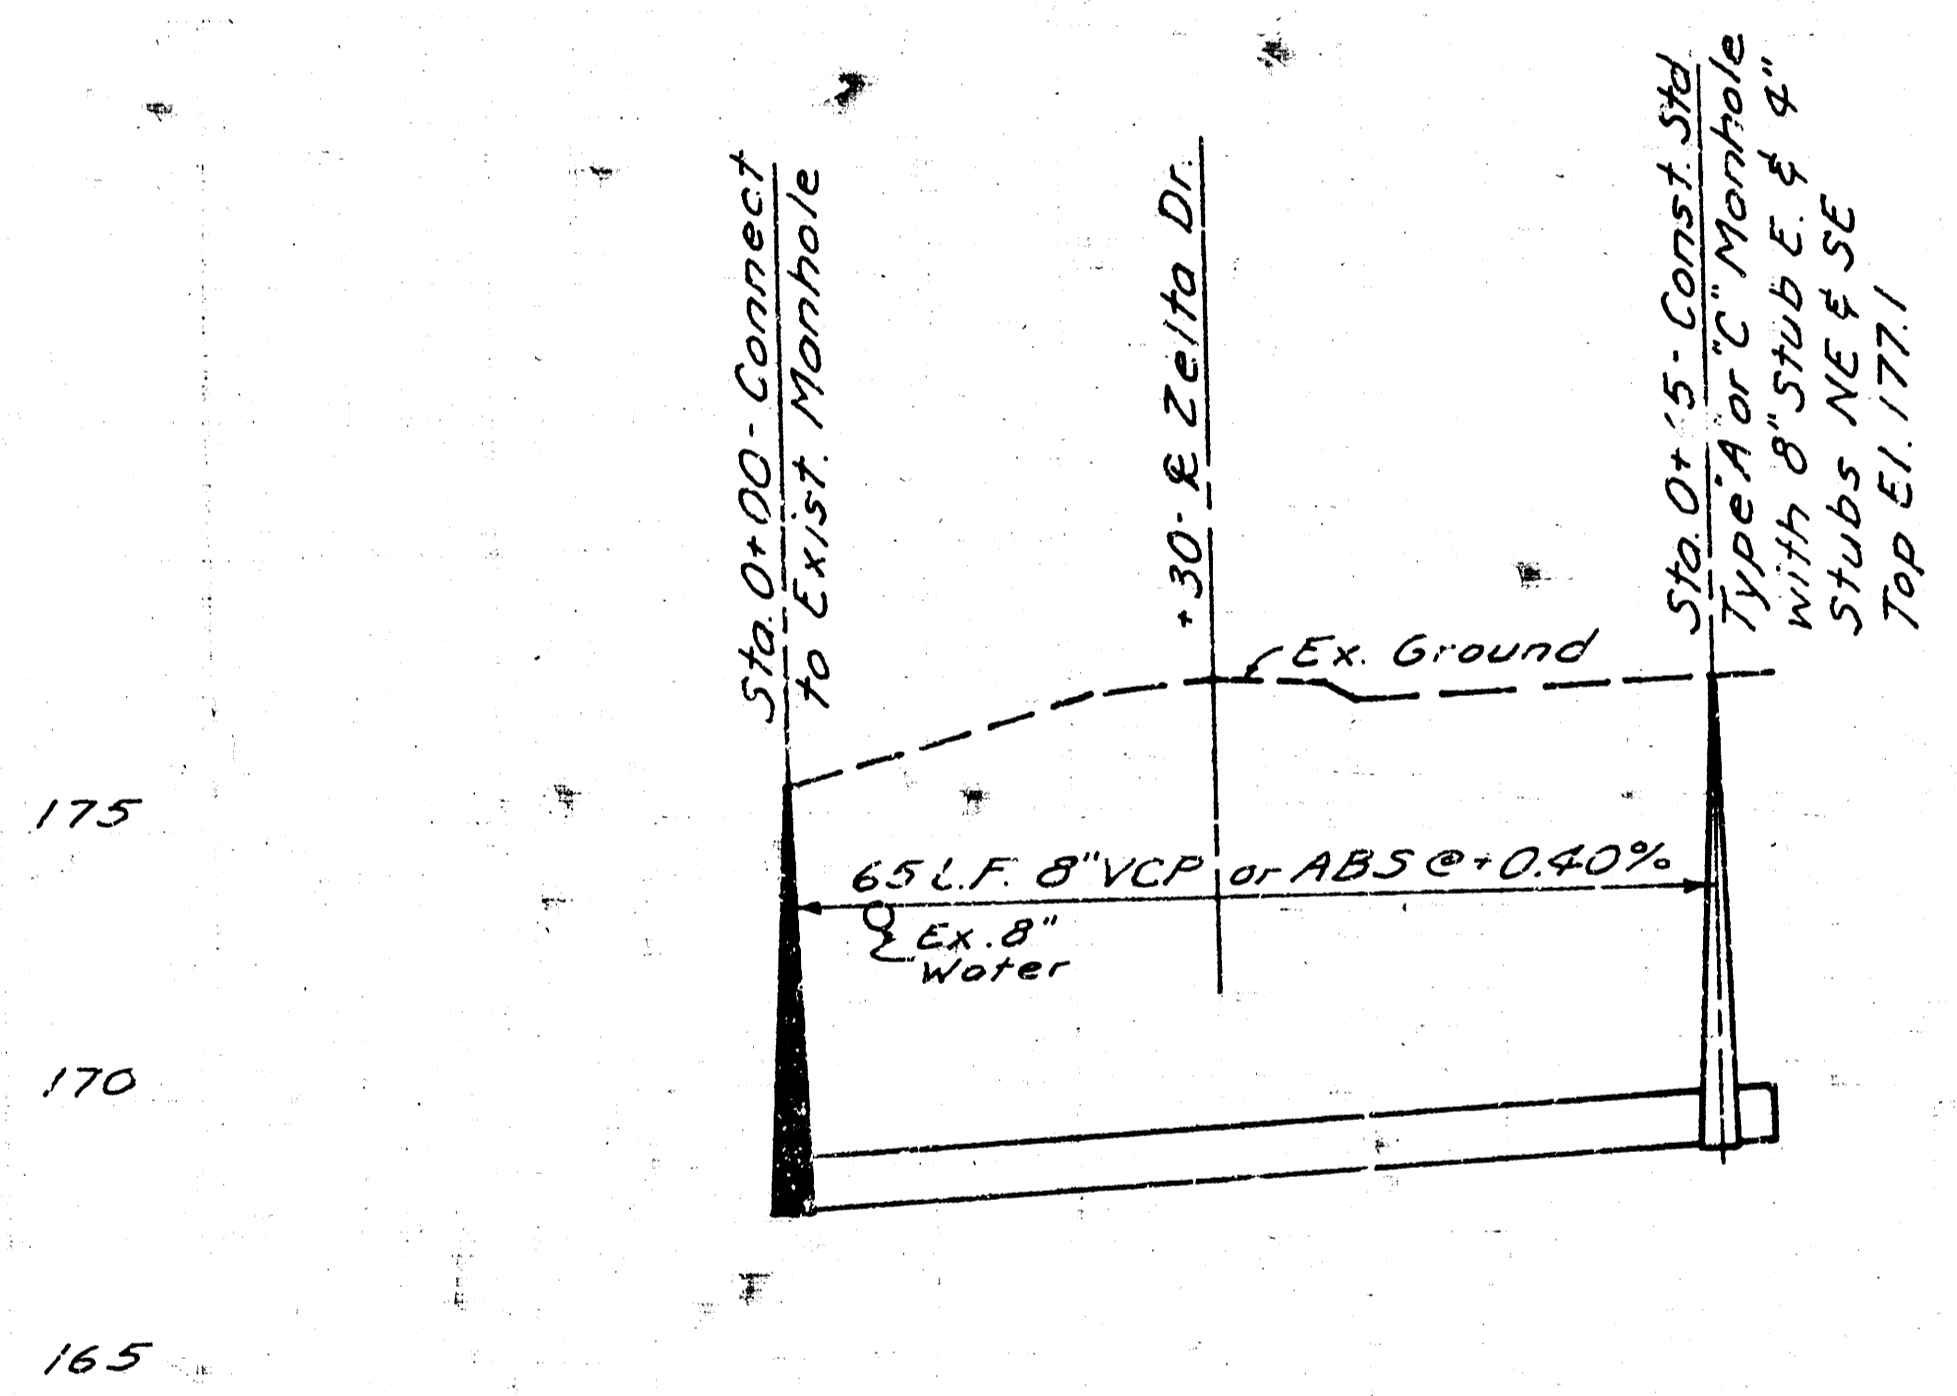 Sta. 0+00 - Connect
to Exist. Manhole
+30 - ℄ Zelta Dr.
Sta. 0+ 5 - Const. Std
Type "A" or "C" Manhole
with 8" Stub E. & 4"
Stubs NE & SE
Top El. 177.1
Ex. Ground
175
65 L.F. 8" VCP or ABS @ +0.40%
Ex. 8"
Water
170
165